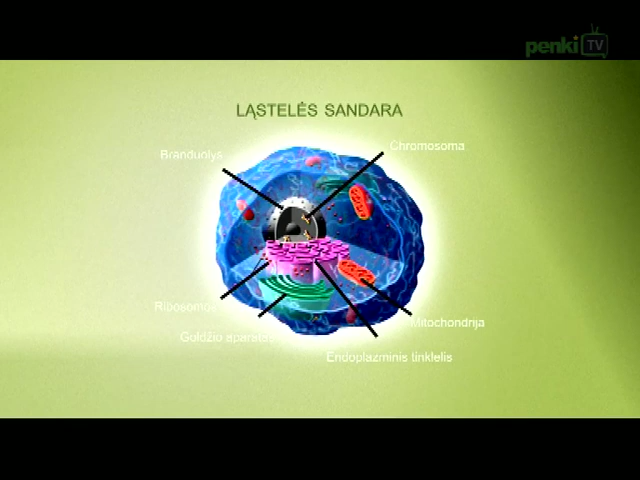 penki TV
LĄSTELĖS SANDARA
Branduolys
Chromosoma
Ribosomos
Goldžio aparatas
Mitochondrija
Endoplazminis tinklelis